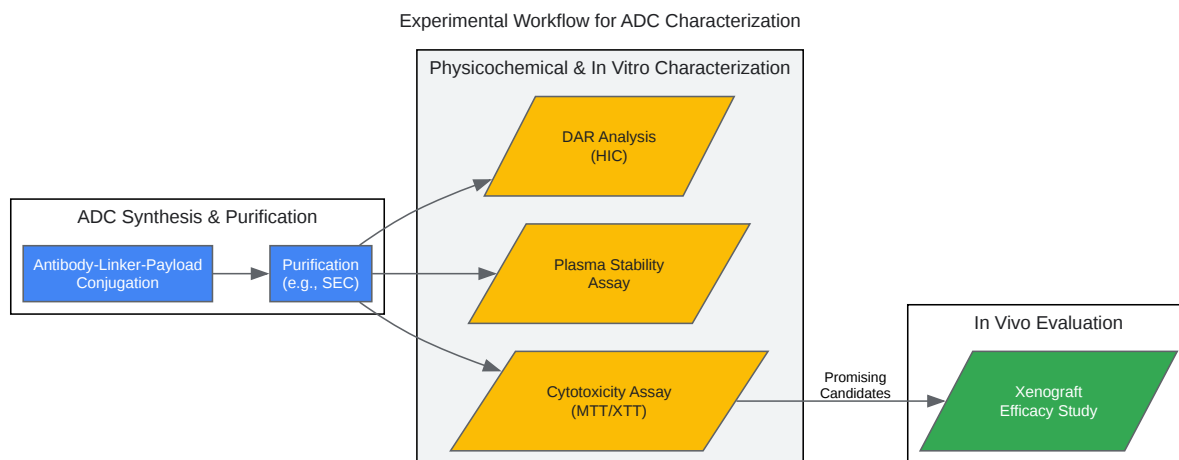 Experimental Workflow for ADC Characterization
Physicochemical & In Vitro Characterization
DAR Analysis
(HIC)
ADC Synthesis & Purification
Antibody-Linker-Payload
Conjugation
Purification
(e.g., SEC)
Plasma Stability
Assay
Cytotoxicity Assay
(MTT/XTT)
Promising
Candidates
In Vivo Evaluation
Xenograft
Efficacy Study